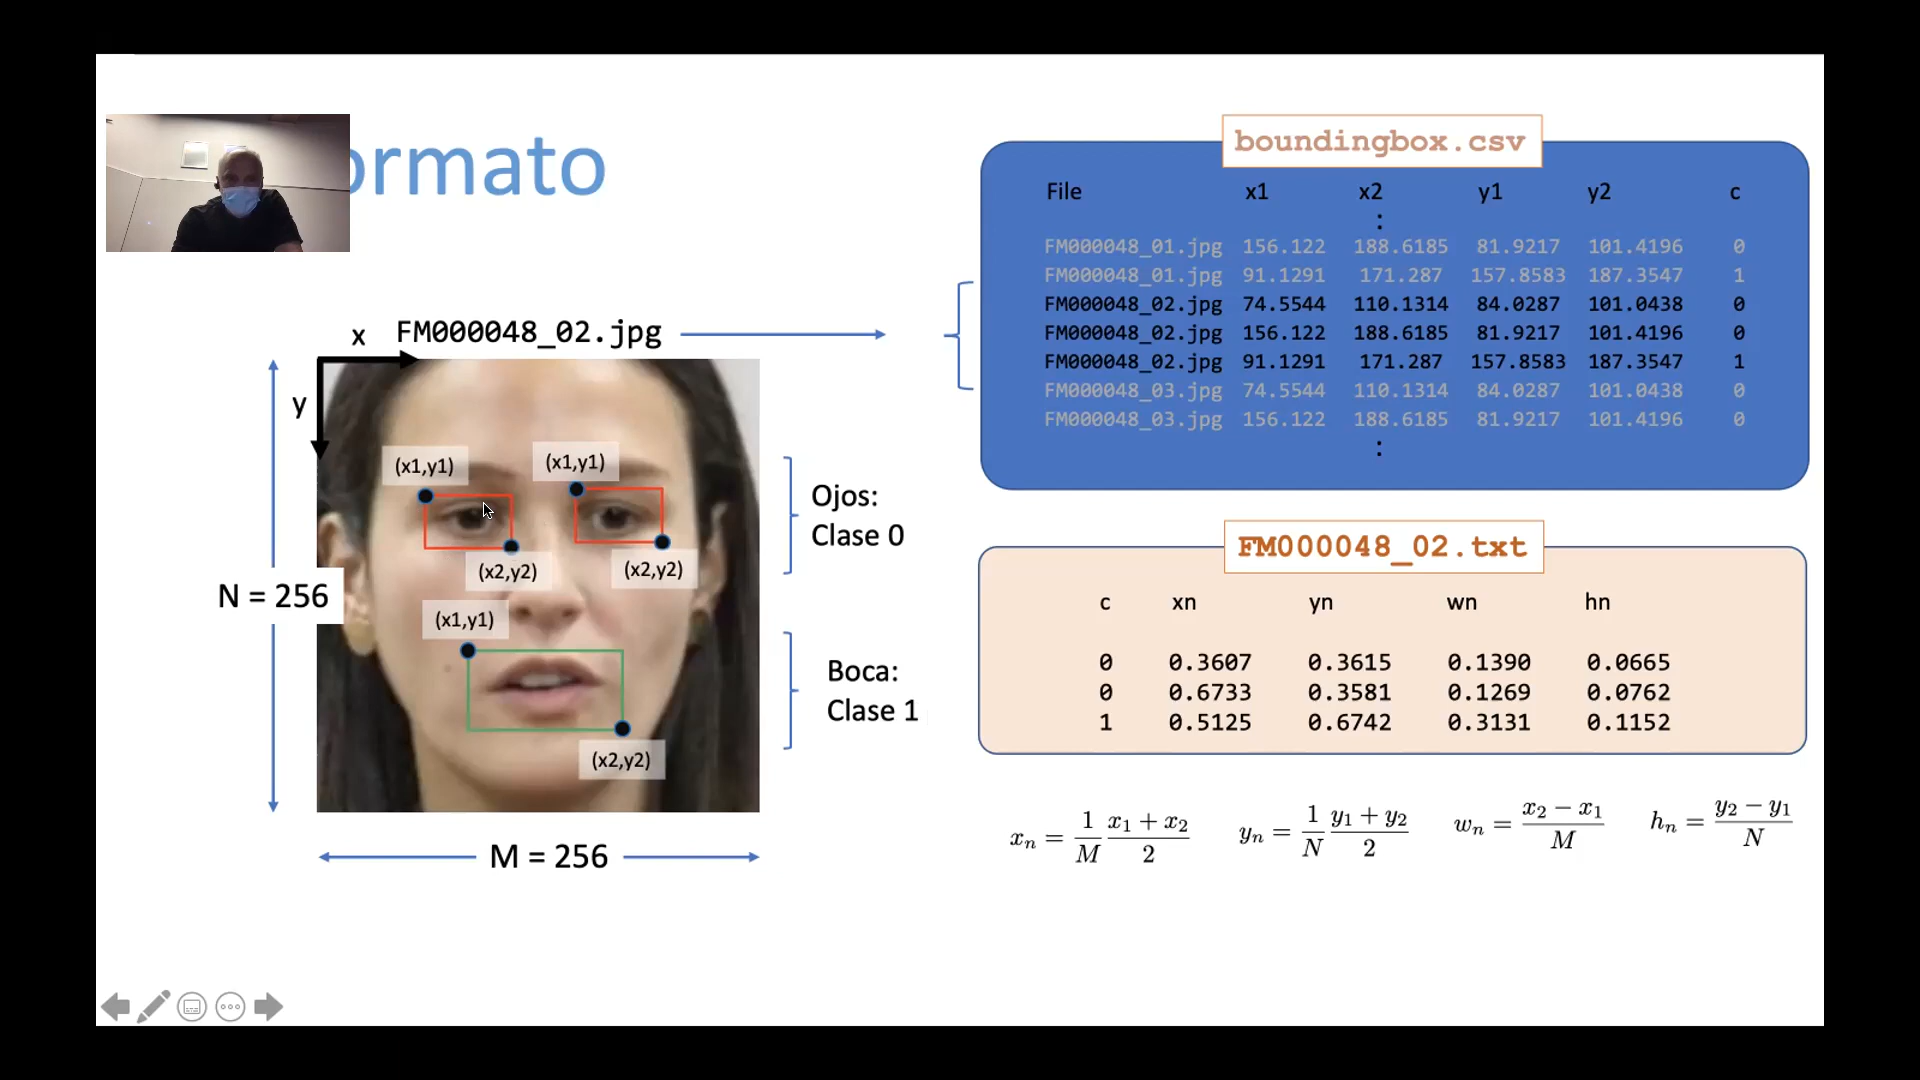 ormato
x FM000048_02.jpg
y
(x1,y1)
(x1,y1)
(x2,y2)
(x2,y2)
(x1,y1)
(x2,y2)
N = 256
M = 256
Ojos:
Clase 0
Boca:
Clase 1
boundingbox.csv
File x1 x2 y1 y2 c
:
FM000048_01.jpg 156.122 188.6185 81.9217 101.4196 0
FM000048_01.jpg 91.1291 171.287 157.8583 187.3547 1
FM000048_02.jpg 74.5544 110.1314 84.0287 101.0438 0
FM000048_02.jpg 156.122 188.6185 81.9217 101.4196 0
FM000048_02.jpg 91.1291 171.287 157.8583 187.3547 1
FM000048_03.jpg 74.5544 110.1314 84.0287 101.0438 0
FM000048_03.jpg 156.122 188.6185 81.9217 101.4196 0
:
FM000048_02.txt
c xn yn wn hn
0 0.3607 0.3615 0.1390 0.0665
0 0.6733 0.3581 0.1269 0.0762
1 0.5125 0.6742 0.3131 0.1152
xₙ = 1/M (x₁ + x₂)/2 yₙ = 1/N (y₁ + y₂)/2 wₙ = (x₂ − x₁)/M hₙ = (y₂ − y₁)/N